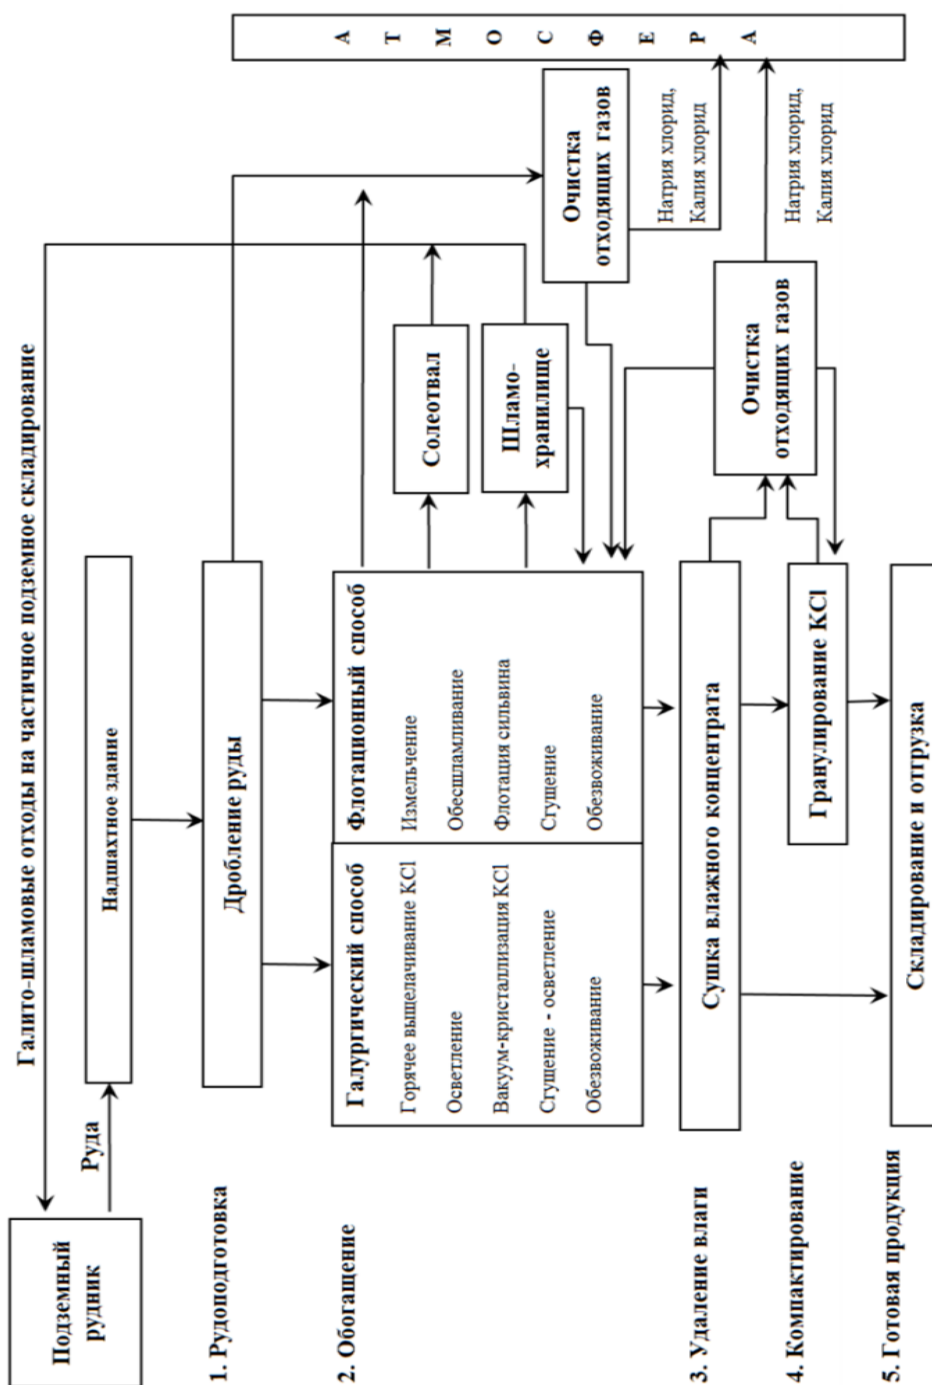 Галито-шламовые отходы на частичное подземное складирование
Подземный
рудник
Руда
Надшахтное здание
1. Рудоподготовка
Дробление руды
2. Обогащение
Галургический способ
Горячее выщелачивание KCl
Осветление
Вакуум-кристаллизация KCl
Сгущение - осветление
Обезвоживание
Флотационный способ
Измельчение
Обесшламливание
Флотация сильвина
Сгущение
Обезвоживание
Солеотвал
Шламо-
хранилище
Очистка
отходящих газов
Натрия хлорид,
Калия хлорид
3. Удаление влаги
Сушка влажного концентрата
Очистка
отходящих газов
Натрия хлорид,
Калия хлорид
4. Компактирование
Гранулирование KCl
5. Готовая продукция
Складирование и отгрузка
А Т М О С Ф Е Р А